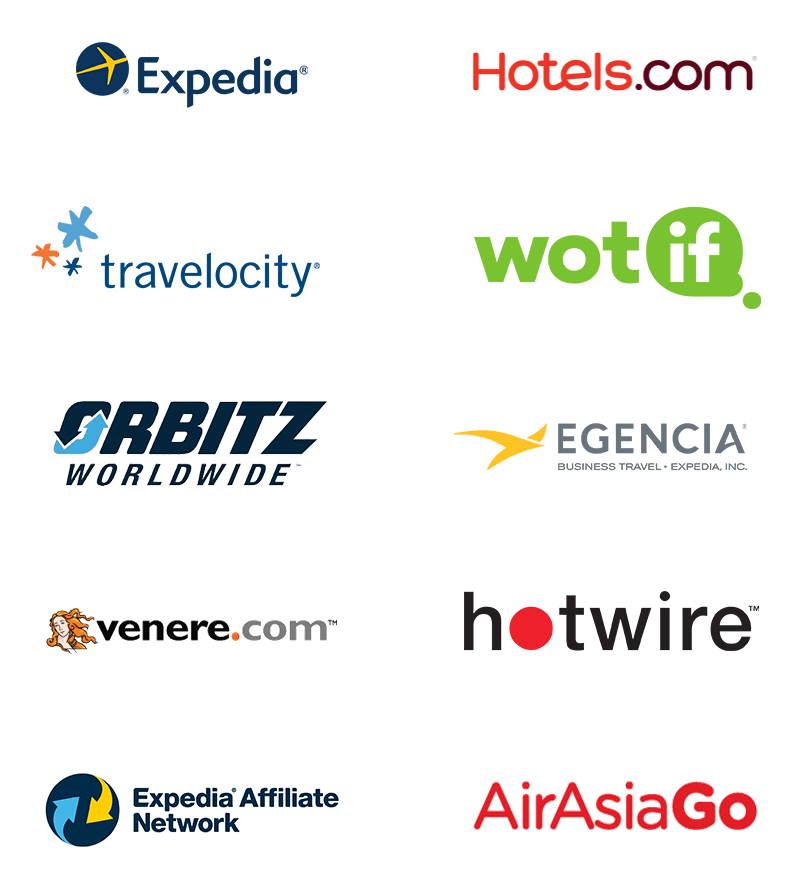 Expedia®
Hotels.com®
travelocity®
wotif.
ORBITZ
WORLDWIDE™
EGENCIA®
BUSINESS TRAVEL • EXPEDIA, INC.
venere.com™
hotwire™
Expedia® Affiliate
Network
AirAsiaGo